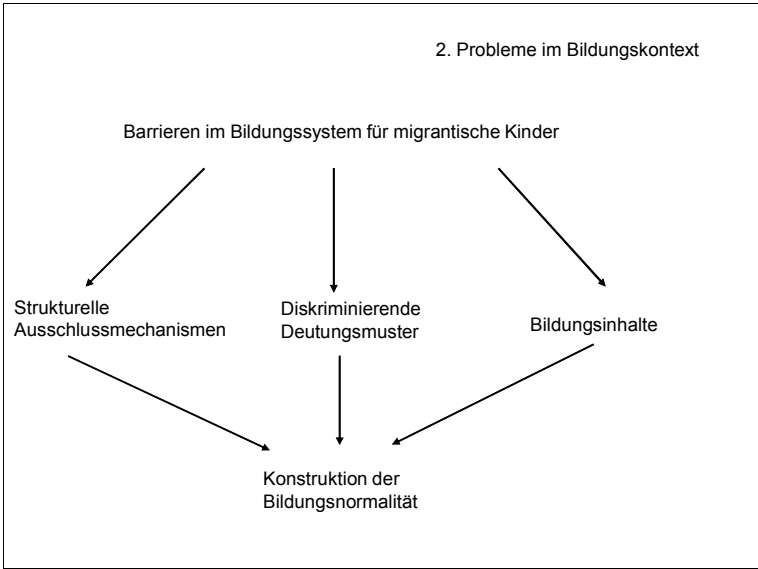 2. Probleme im Bildungskontext
Barrieren im Bildungssystem für migrantische Kinder
Strukturelle
Ausschlussmechanismen
Diskriminierende
Deutungsmuster
Bildungsinhalte
Konstruktion der
Bildungsnormalität